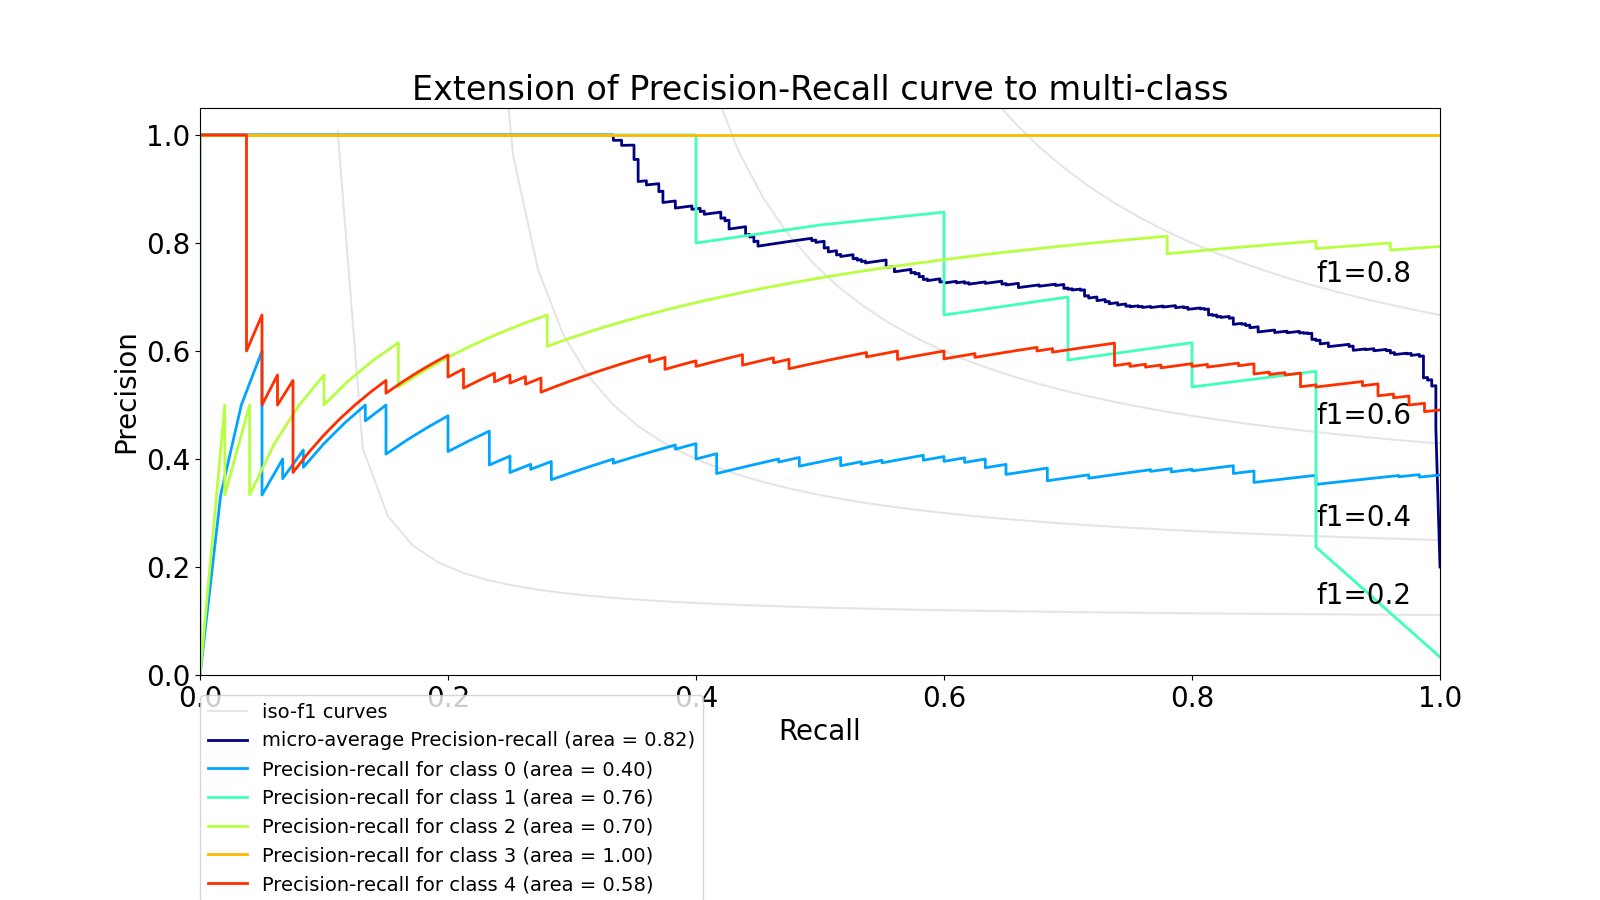 Extension of Precision-Recall curve to multi-class
1.0
0.8
0.6
0.4
0.2
0.0
Precision
f1=0.8
f1=0.6
f1=0.4
f1=0.2
0.0 0.2 0.4 0.6 0.8 1.0
Recall
iso-f1 curves
micro-average Precision-recall (area = 0.82)
Precision-recall for class 0 (area = 0.40)
Precision-recall for class 1 (area = 0.76)
Precision-recall for class 2 (area = 0.70)
Precision-recall for class 3 (area = 1.00)
Precision-recall for class 4 (area = 0.58)